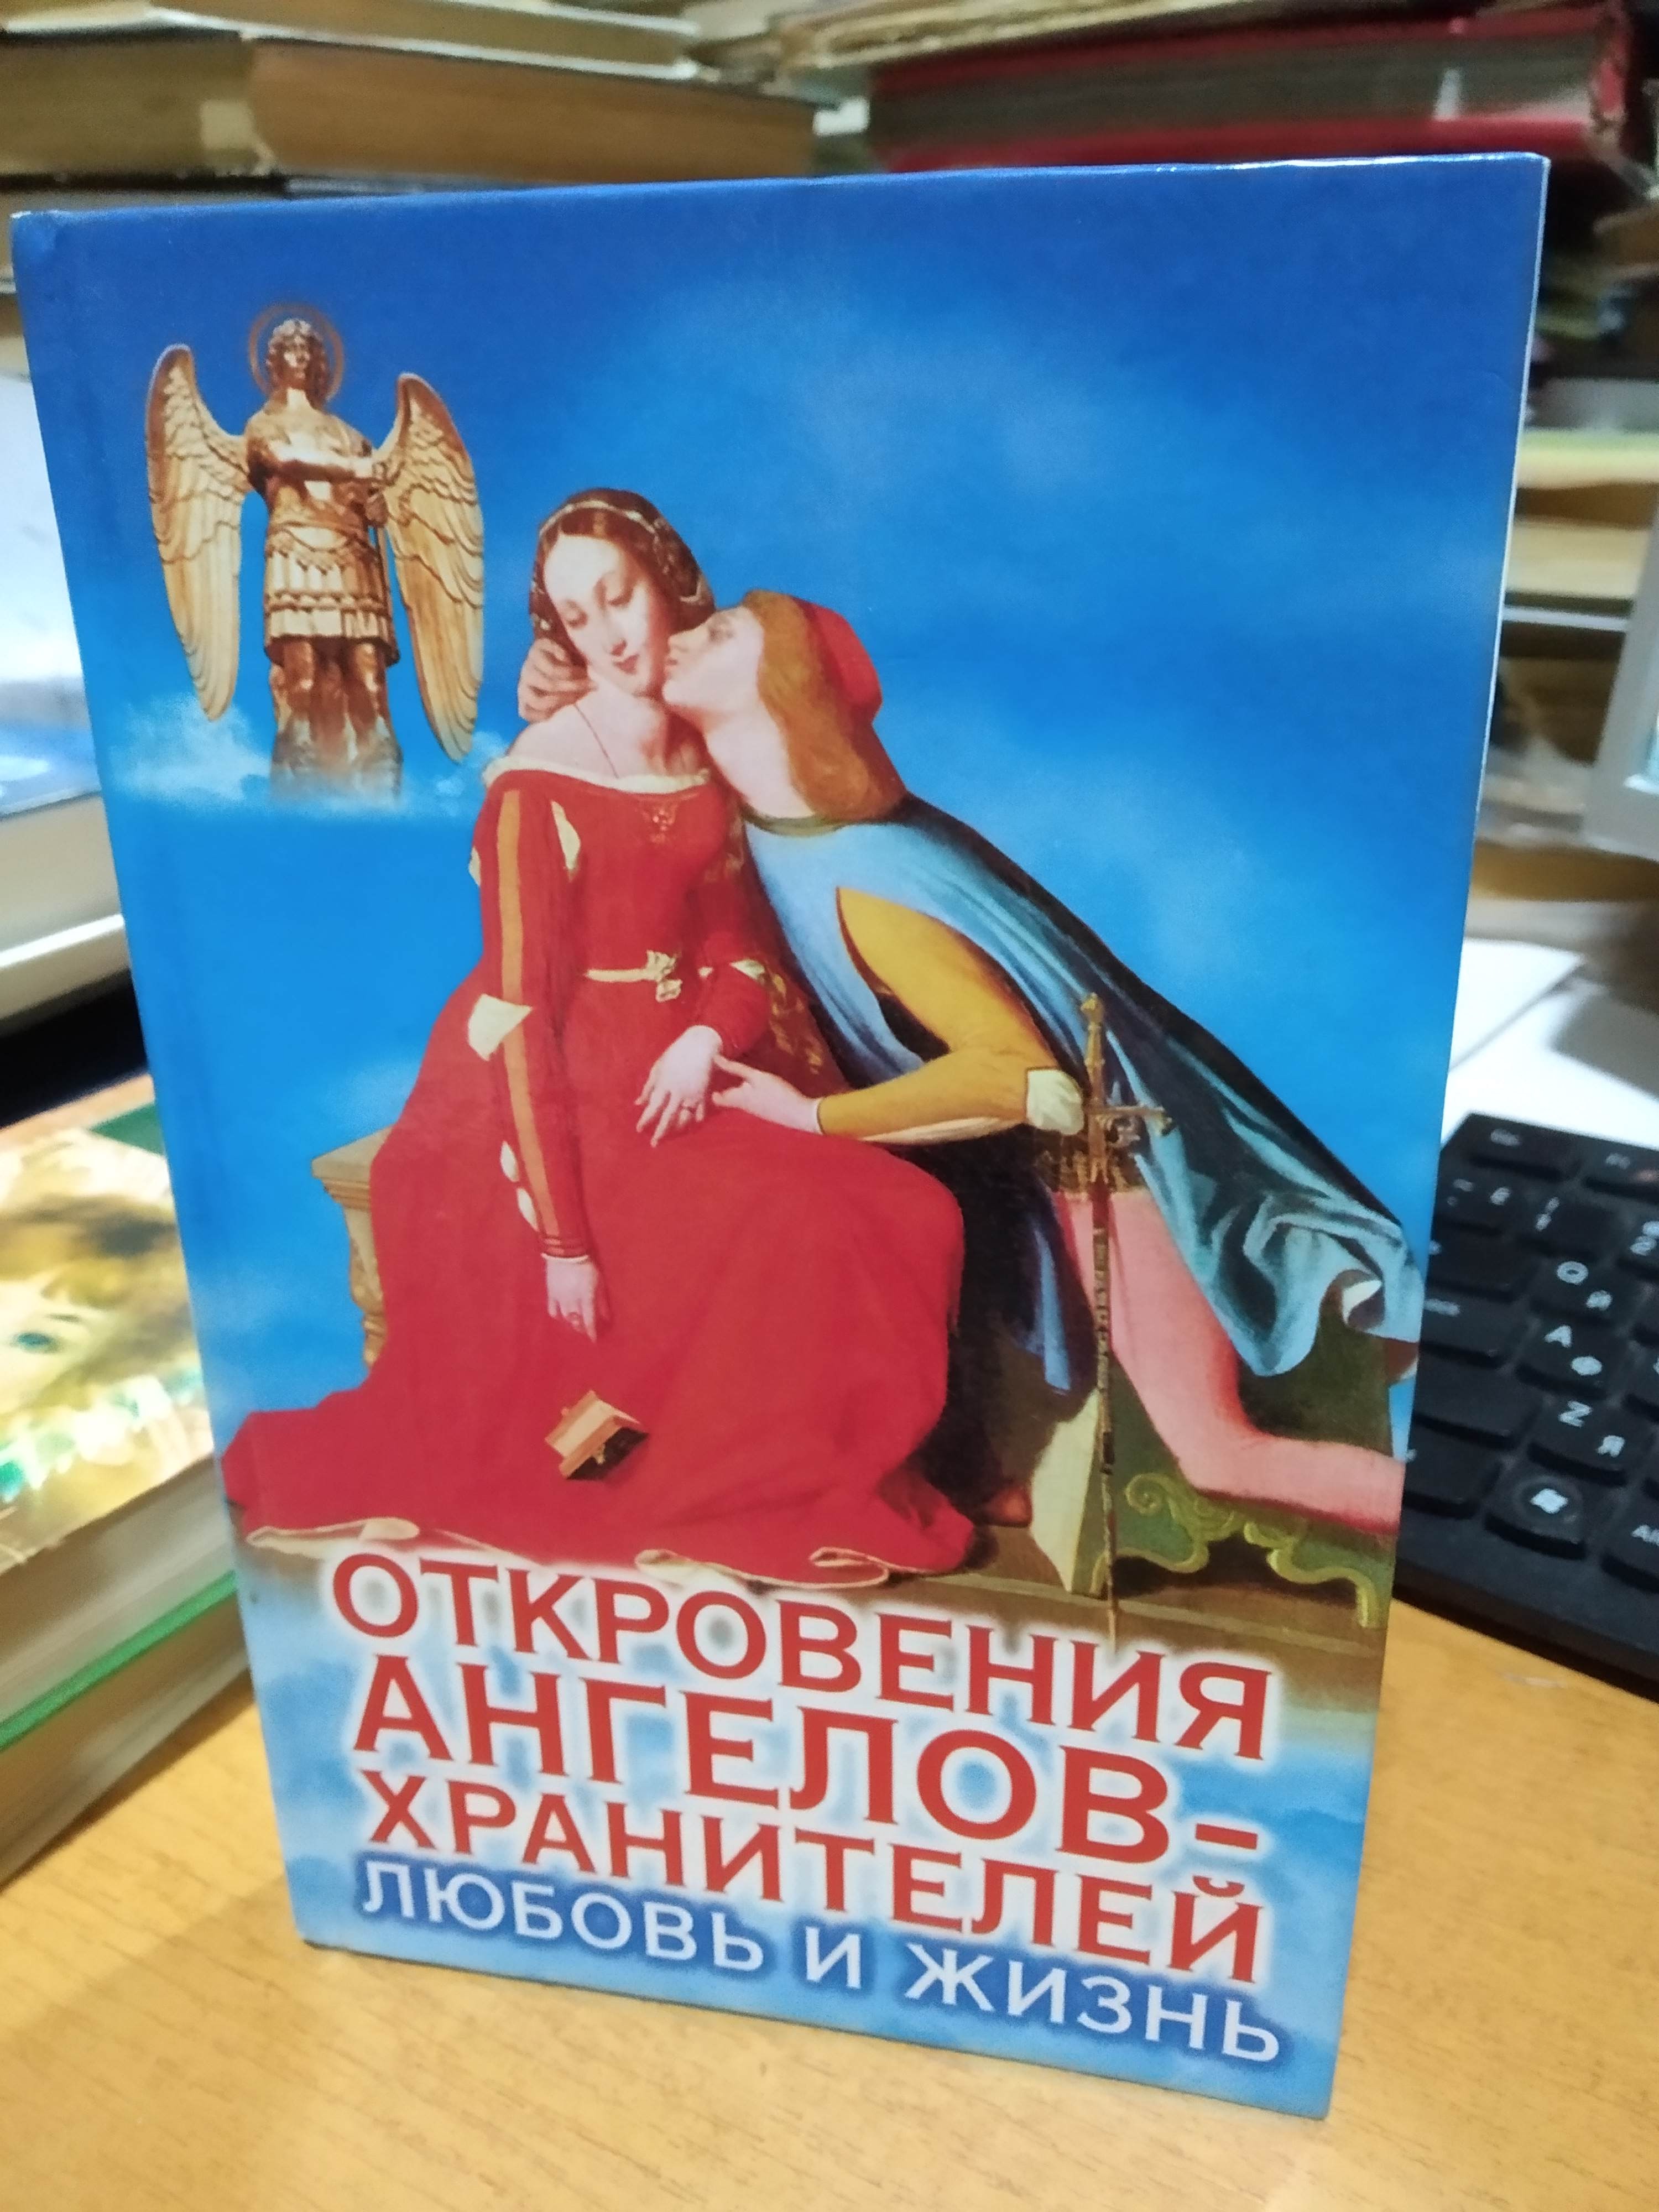 ОТКРОВЕНИЯ
АНГЕЛОВ-
ХРАНИТЕЛЕЙ
ЛЮБОВЬ И ЖИЗНЬ
Q
Й
A
Ф
Z
Я